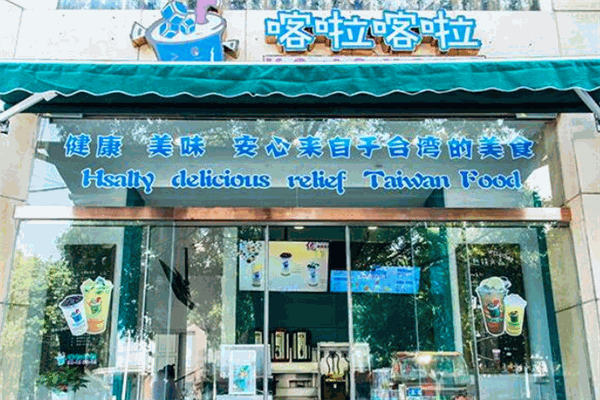 喀啦喀啦
健康 美味 安心来自于台湾的美食
Hsalty delicious relief Taiwan Food